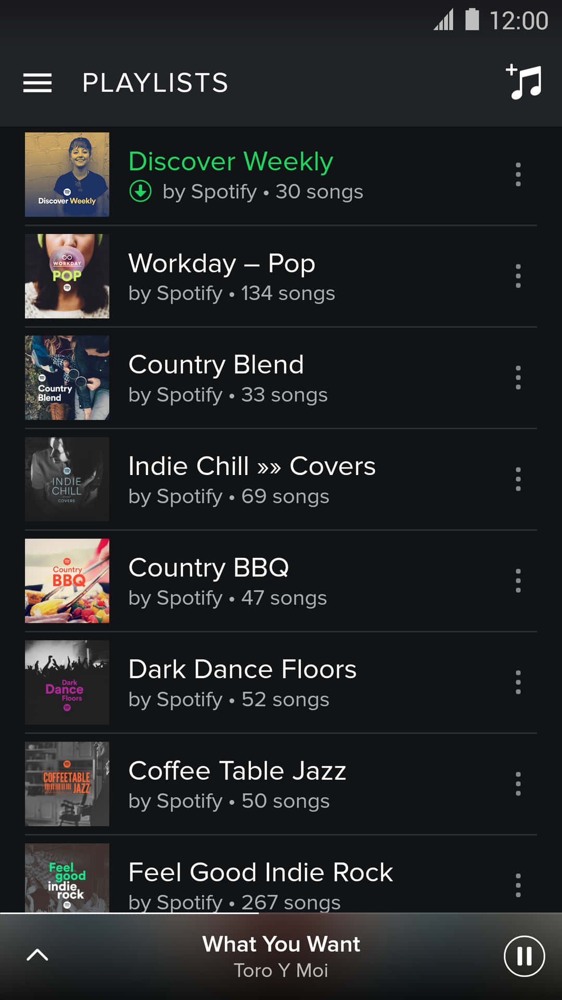 12:00
PLAYLISTS
Discover Weekly
Discover Weekly
by Spotify • 30 songs
WORKDAY
POP
Workday – Pop
by Spotify • 134 songs
Country
Blend
Country Blend
by Spotify • 33 songs
INDIE
CHILL
COVERS
Indie Chill »» Covers
by Spotify • 69 songs
Country
BBQ
Country BBQ
by Spotify • 47 songs
Dark
Dance
Floors
Dark Dance Floors
by Spotify • 52 songs
COFFEETABLE
JAZZ
Coffee Table Jazz
by Spotify • 50 songs
Feel
good
indie
rock
Feel Good Indie Rock
by Spotify • 267 songs
What You Want
Toro Y Moi